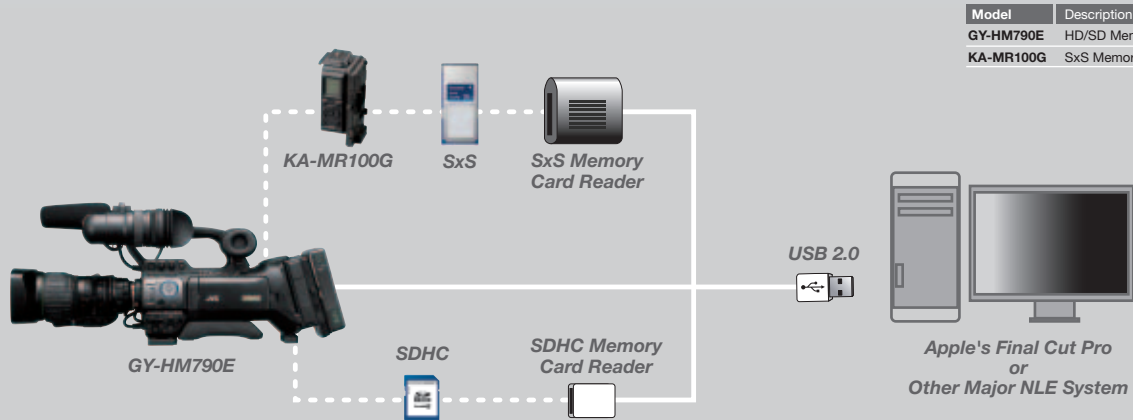 Model Description
GY-HM790E HD/SD Mem
KA-MR100G SxS Memor
KA-MR100G
SxS
SxS Memory
Card Reader
USB 2.0
GY-HM790E
SDHC
SDHC Memory
Card Reader
Apple's Final Cut Pro
or
Other Major NLE System
JVC